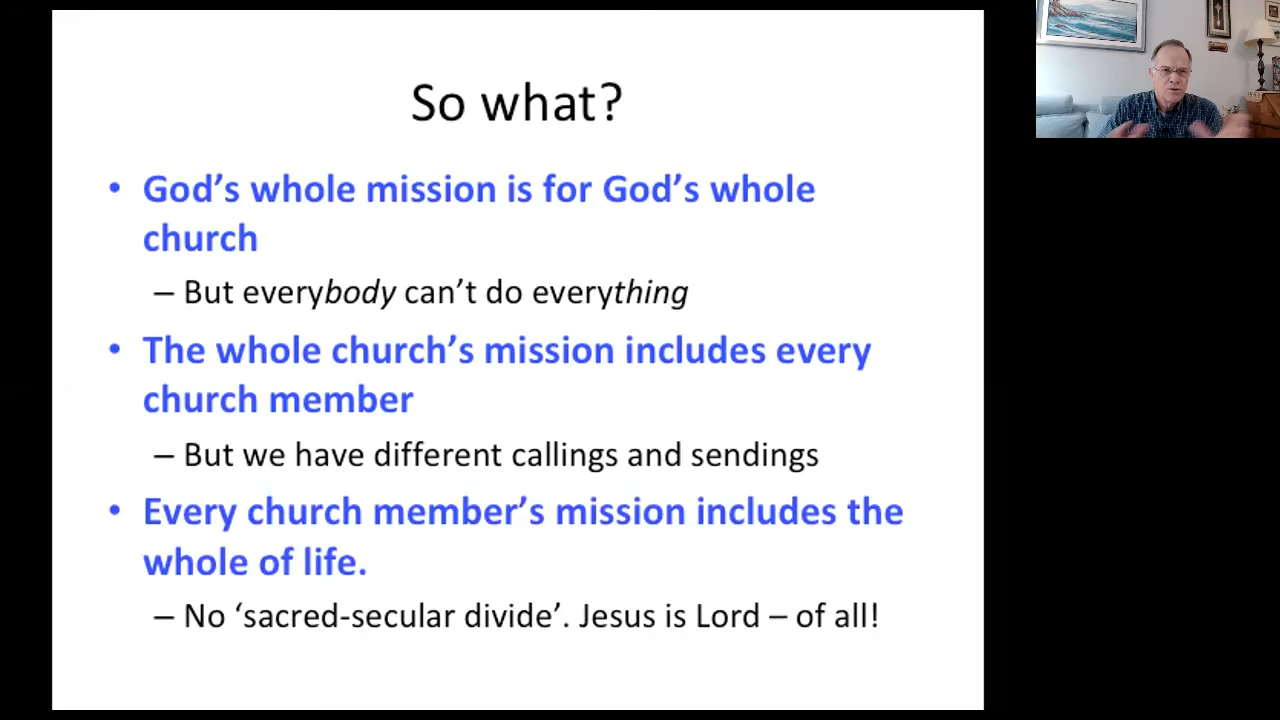 So what?
• God’s whole mission is for God’s whole
church
– But everybody can’t do everything
• The whole church’s mission includes every
church member
– But we have different callings and sendings
• Every church member’s mission includes the
whole of life.
– No ‘sacred-secular divide’. Jesus is Lord – of all!